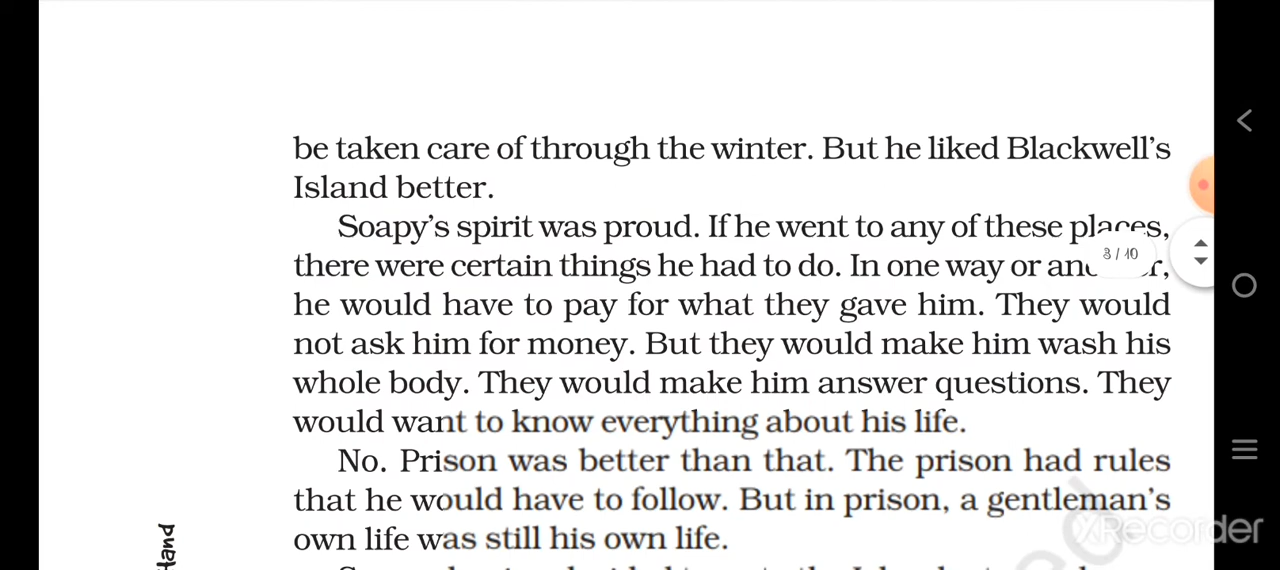 be taken care of through the winter. But he liked Blackwell's
Island better.
Soapy's spirit was proud. If he went to any of these places,
there were certain things he had to do. In one way or
he would have to pay for what they gave him. They would
not ask him for money. But they would make him wash his
whole body. They would make him answer questions. They
would want to know everything about his life.
No. Prison was better than that. The prison had rules
that he would have to follow. But in prison, a gentleman's
own life was still his own life.
3 / 10
XRecorder